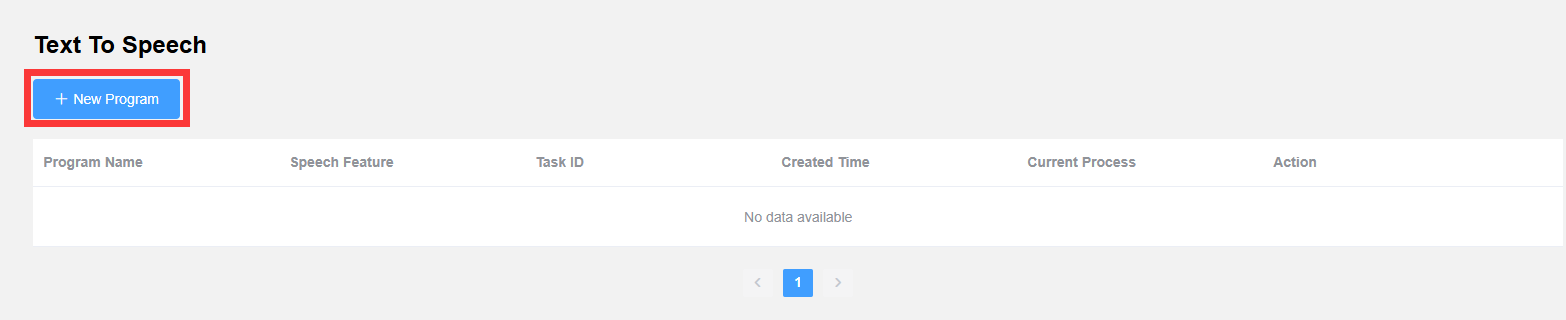 Text To Speech
+ New Program
Program Name Speech Feature Task ID Created Time Current Process Action
No data available
< 1 >